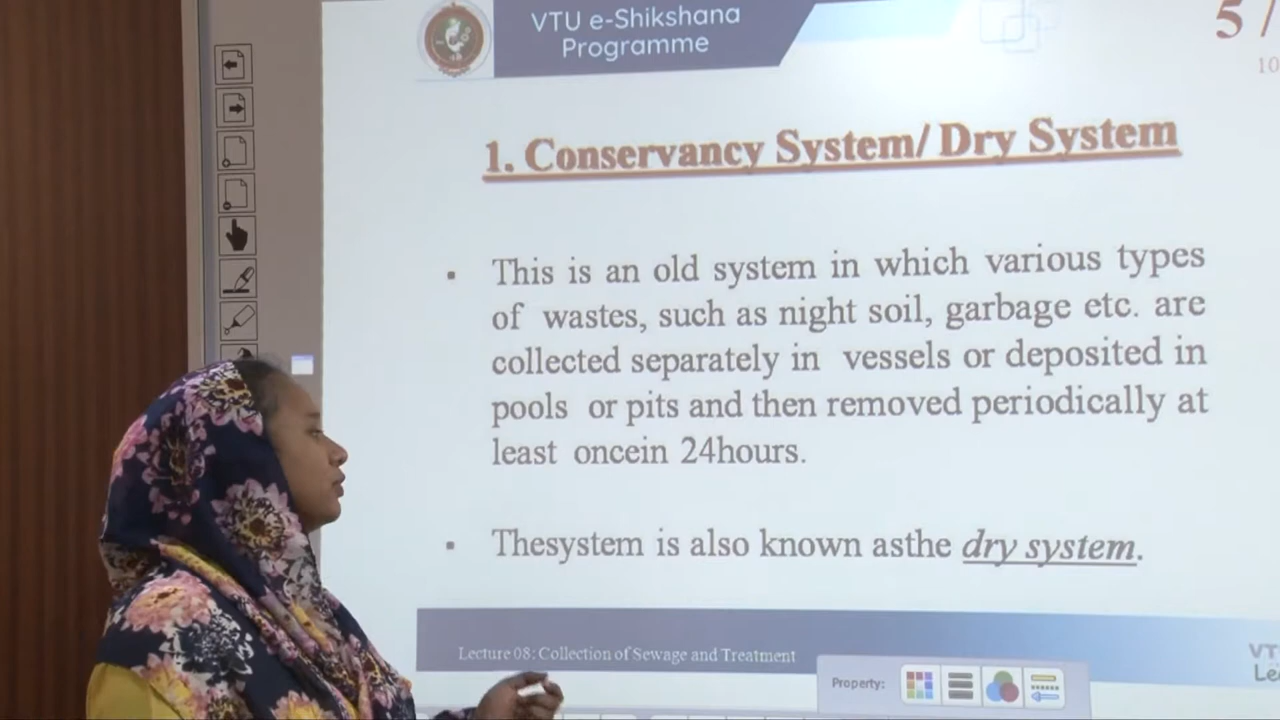 VTU e-Shikshana
Programme
5/
10
1. Conservancy System/ Dry System
▪ This is an old system in which various types
of wastes, such as night soil, garbage etc. are
collected separately in vessels or deposited in
pools or pits and then removed periodically at
least oncein 24hours.
▪ Thesystem is also known asthe dry system.
Lecture 08: Collection of Sewage and Treatment
Property: